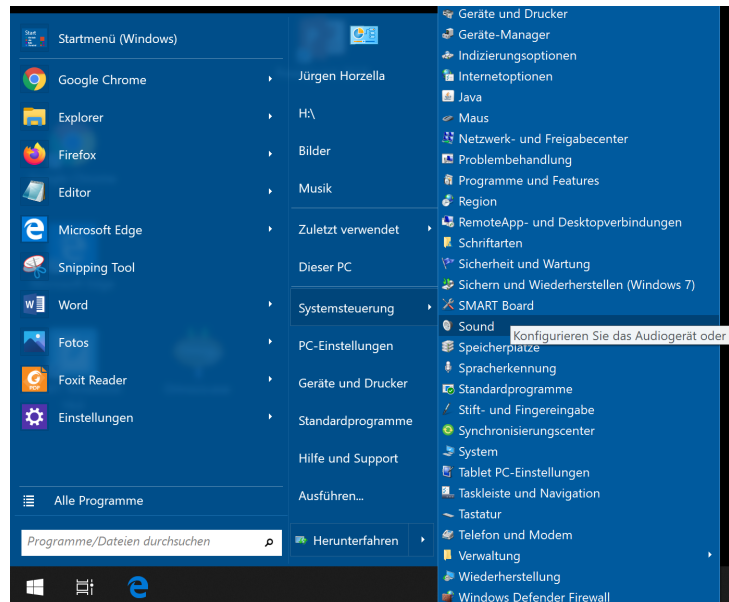 Startmenü (Windows)
Google Chrome
Explorer
Firefox
Editor
Microsoft Edge
Snipping Tool
Word
Fotos
Foxit Reader
Einstellungen
Alle Programme
Programme/Dateien durchsuchen
Jürgen Horzella
H:\
Bilder
Musik
Zuletzt verwendet
Dieser PC
Systemsteuerung
PC-Einstellungen
Geräte und Drucker
Standardprogramme
Hilfe und Support
Ausführen...
Herunterfahren
Geräte und Drucker
Geräte-Manager
Indizierungsoptionen
Internetoptionen
Java
Maus
Netzwerk- und Freigabecenter
Problembehandlung
Programme und Features
Region
RemoteApp- und Desktopverbindungen
Schriftarten
Sicherheit und Wartung
Sichern und Wiederherstellen (Windows 7)
SMART Board
Sound
Konfigurieren Sie das Audiogerät oder
Speicherplätze
Spracherkennung
Standardprogramme
Stift- und Fingereingabe
Synchronisierungscenter
System
Tablet PC-Einstellungen
Taskleiste und Navigation
Tastatur
Telefon und Modem
Verwaltung
Wiederherstellung
Windows Defender Firewall